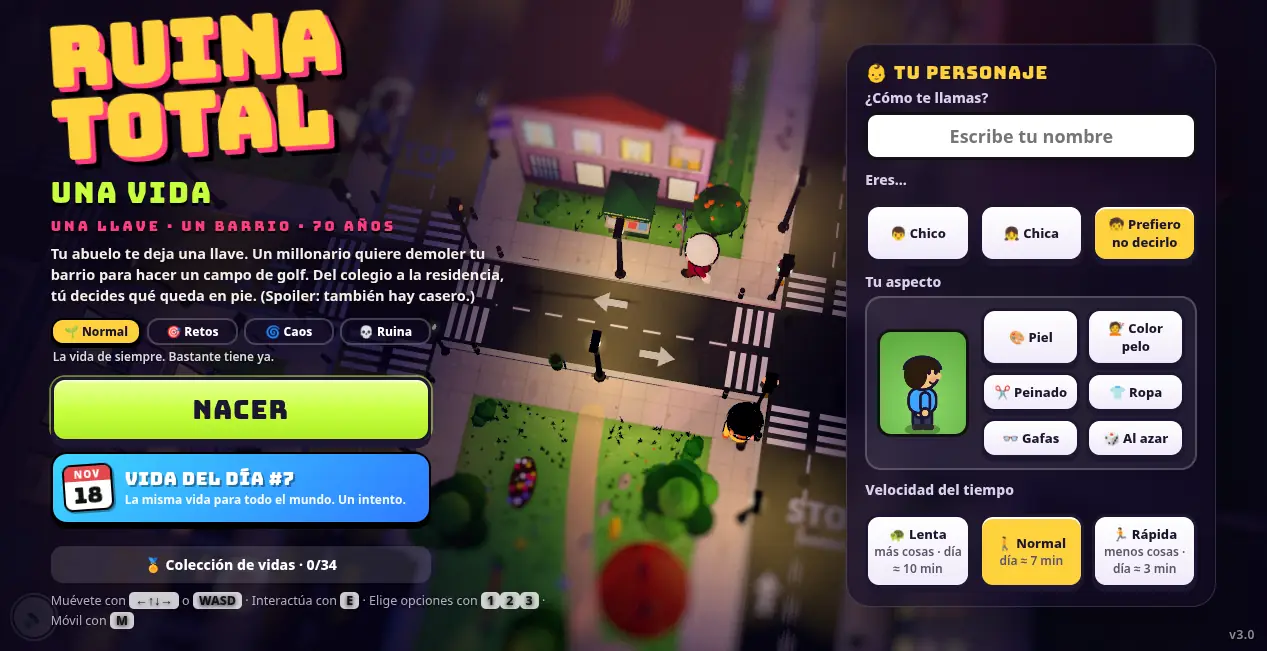 RUINA
TOTAL
UNA VIDA
UNA LLAVE · UN BARRIO · 70 AÑOS
Tu abuelo te deja una llave. Un millonario quiere demoler tu
barrio para hacer un campo de golf. Del colegio a la residencia,
tú decides qué queda en pie. (Spoiler: también hay casero.)
🌱 Normal
🎯 Retos
🌀 Caos
💀 Ruina
La vida de siempre. Bastante tiene ya.
NACER
NOV
18
VIDA DEL DÍA #7
La misma vida para todo el mundo. Un intento.
🏅 Colección de vidas · 0/34
Muévete con ←↑↓→ o WASD · Interactúa con E · Elige opciones con 1 2 3 ·
Móvil con M
STOP
STO
👶 TU PERSONAJE
¿Cómo te llamas?
Escribe tu nombre
Eres...
👦 Chico
👧 Chica
🧒 Prefiero
no decirlo
Tu aspecto
🎨 Piel
💇 Color
pelo
✂️ Peinado
👕 Ropa
👓 Gafas
🎲 Al azar
Velocidad del tiempo
🐢 Lenta
más cosas · día
≈ 10 min
🚶 Normal
día ≈ 7 min
🏃 Rápida
menos cosas ·
día ≈ 3 min
v3.0